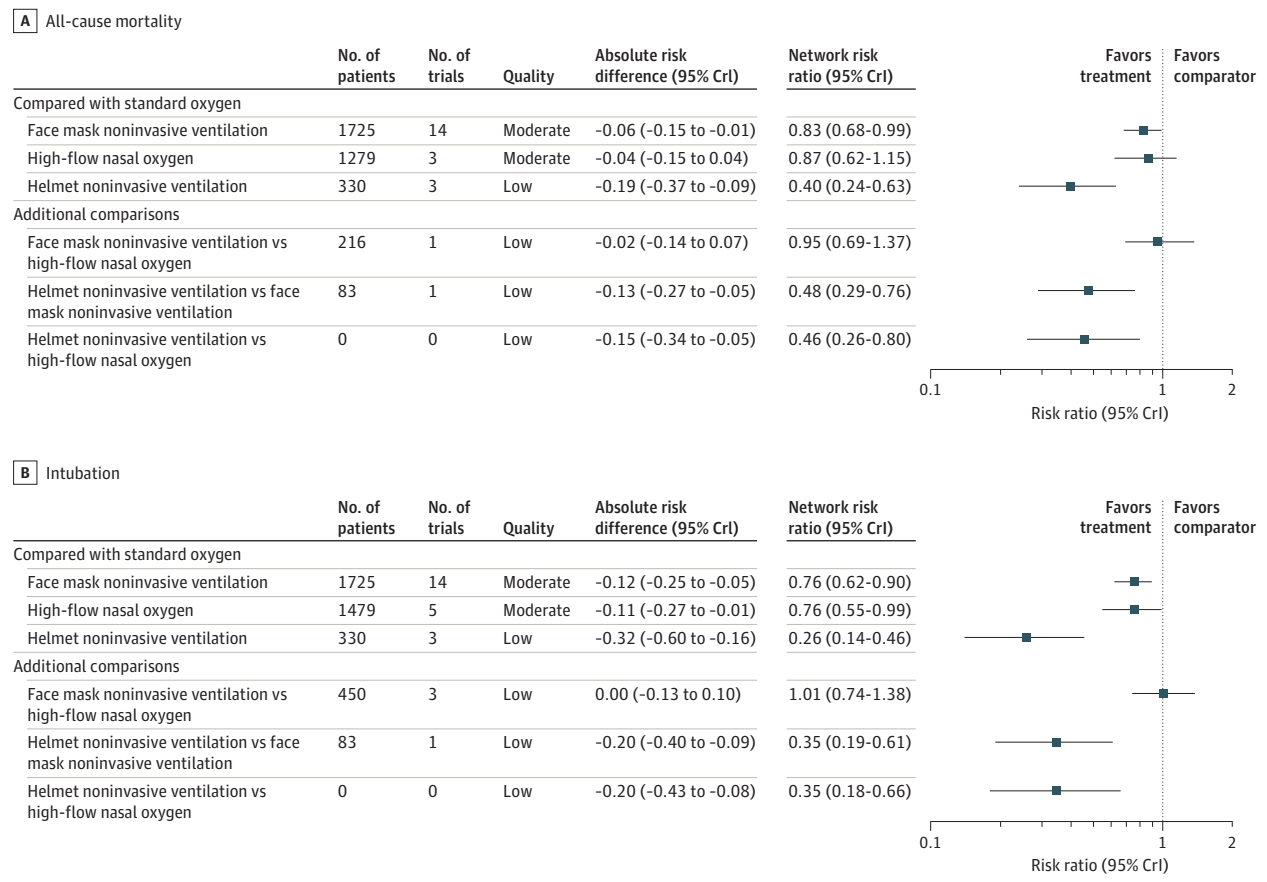 A All-cause mortality
No. of patients No. of trials Quality Absolute risk difference (95% Crl) Network risk ratio (95% CrI) Favors treatment Favors comparator
Compared with standard oxygen
Face mask noninvasive ventilation 1725 14 Moderate -0.06 (-0.15 to -0.01) 0.83 (0.68-0.99)
High-flow nasal oxygen 1279 3 Moderate -0.04 (-0.15 to 0.04) 0.87 (0.62-1.15)
Helmet noninvasive ventilation 330 3 Low -0.19 (-0.37 to -0.09) 0.40 (0.24-0.63)
Additional comparisons
Face mask noninvasive ventilation vs 216 1 Low -0.02 (-0.14 to 0.07) 0.95 (0.69-1.37)
high-flow nasal oxygen
Helmet noninvasive ventilation vs face 83 1 Low -0.13 (-0.27 to -0.05) 0.48 (0.29-0.76)
mask noninvasive ventilation
Helmet noninvasive ventilation vs 0 0 Low -0.15 (-0.34 to -0.05) 0.46 (0.26-0.80)
high-flow nasal oxygen
0.1 1 2
Risk ratio (95% CrI)
B Intubation
No. of patients No. of trials Quality Absolute risk difference (95% Crl) Network risk ratio (95% CrI) Favors treatment Favors comparator
Compared with standard oxygen
Face mask noninvasive ventilation 1725 14 Moderate -0.12 (-0.25 to -0.05) 0.76 (0.62-0.90)
High-flow nasal oxygen 1479 5 Moderate -0.11 (-0.27 to -0.01) 0.76 (0.55-0.99)
Helmet noninvasive ventilation 330 3 Low -0.32 (-0.60 to -0.16) 0.26 (0.14-0.46)
Additional comparisons
Face mask noninvasive ventilation vs 450 3 Low 0.00 (-0.13 to 0.10) 1.01 (0.74-1.38)
high-flow nasal oxygen
Helmet noninvasive ventilation vs face 83 1 Low -0.20 (-0.40 to -0.09) 0.35 (0.19-0.61)
mask noninvasive ventilation
Helmet noninvasive ventilation vs 0 0 Low -0.20 (-0.43 to -0.08) 0.35 (0.18-0.66)
high-flow nasal oxygen
0.1 1 2
Risk ratio (95% CrI)